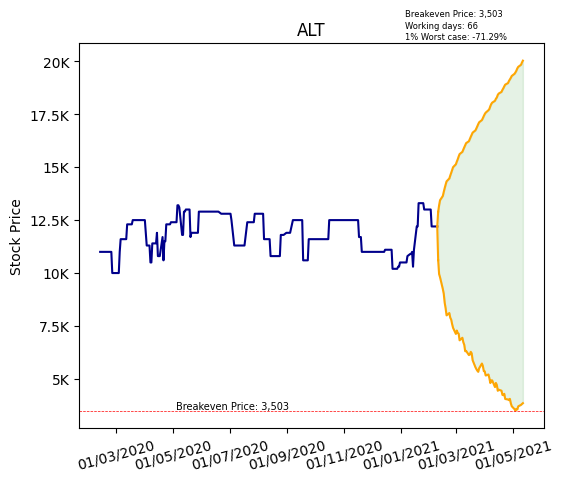 Breakeven Price: 3,503
Working days: 66
1% Worst case: -71.29%
ALT
Stock Price
20K
17.5K
15K
12.5K
10K
7.5K
5K
Breakeven Price: 3,503
01/03/2020
01/05/2020
01/07/2020
01/09/2020
01/11/2020
01/01/2021
01/03/2021
01/05/2021